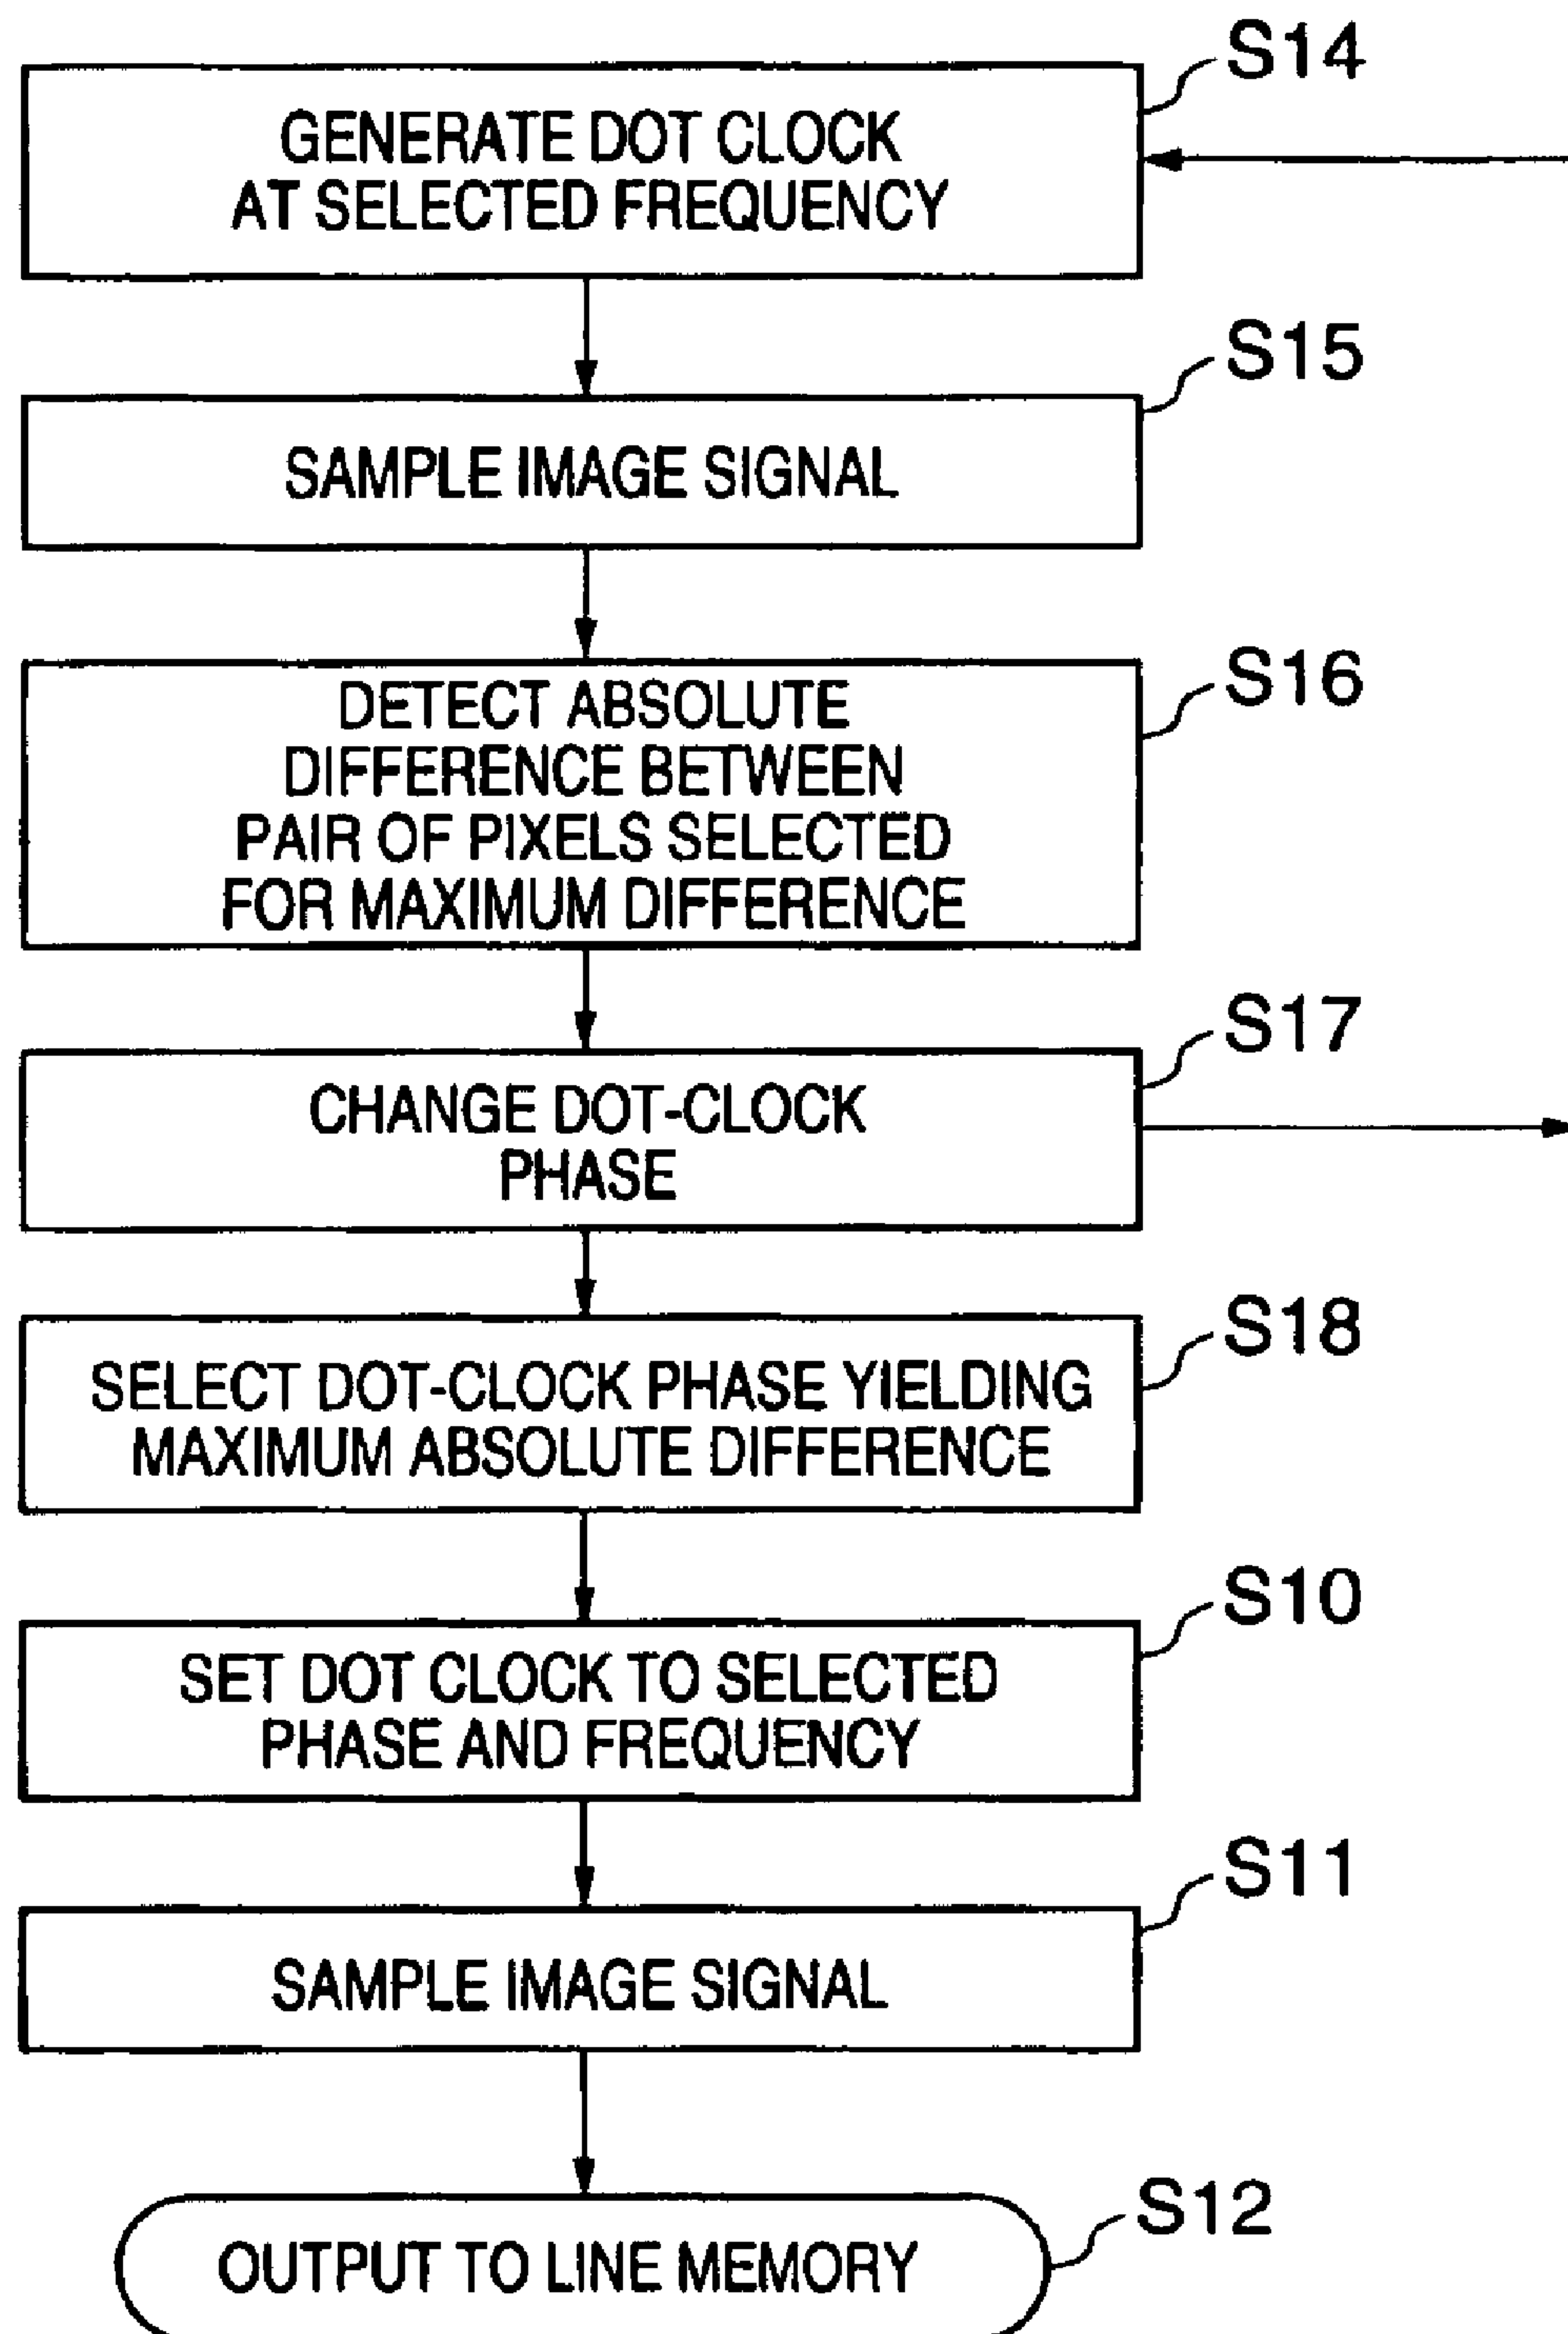 S14
GENERATE DOT CLOCK
AT SELECTED FREQUENCY
S15
SAMPLE IMAGE SIGNAL
S16
DETECT ABSOLUTE
DIFFERENCE BETWEEN
PAIR OF PIXELS SELECTED
FOR MAXIMUM DIFFERENCE
S17
CHANGE DOT-CLOCK
PHASE
S18
SELECT DOT-CLOCK PHASE YIELDING
MAXIMUM ABSOLUTE DIFFERENCE
S10
SET DOT CLOCK TO SELECTED
PHASE AND FREQUENCY
S11
SAMPLE IMAGE SIGNAL
S12
OUTPUT TO LINE MEMORY